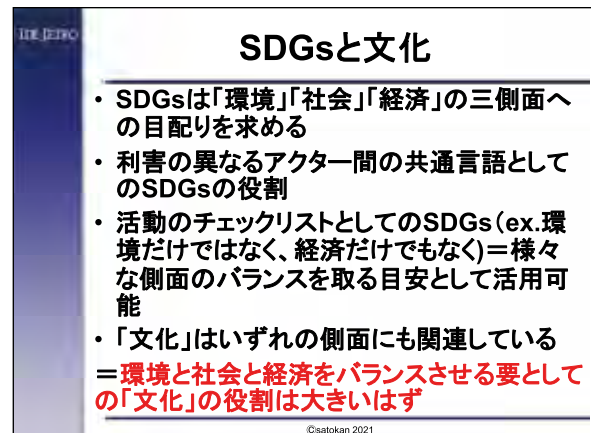 IDE JETRO
SDGsと文化
• SDGsは「環境」「社会」「経済」の三側面へ
の目配りを求める
• 利害の異なるアクター間の共通言語として
のSDGsの役割
• 活動のチェックリストとしてのSDGs（ex.環
境だけではなく、経済だけでもなく)＝様々
な側面のバランスを取る目安として活用可
能
• 「文化」はいずれの側面にも関連している
＝環境と社会と経済をバランスさせる要として
の「文化」の役割は大きいはず
©satokan 2021